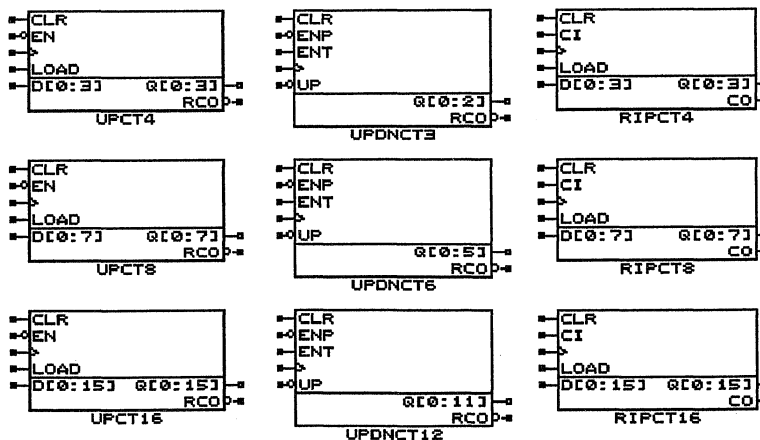 CLR
EN
LOAD
D[0:3] Q[0:3]
RCO
UPCT4
CLR
ENP
ENT
UP
Q[0:2]
RCO
UPDNCT3
CLR
CI
LOAD
D[0:3] Q[0:3]
CO
RIPCT4
CLR
EN
LOAD
D[0:7] Q[0:7]
RCO
UPCT8
CLR
ENP
ENT
UP
Q[0:5]
RCO
UPDNCT6
CLR
CI
LOAD
D[0:7] Q[0:7]
CO
RIPCT8
CLR
EN
LOAD
D[0:15] Q[0:15]
RCO
UPCT16
CLR
ENP
ENT
UP
Q[0:11]
RCO
UPDNCT12
CLR
CI
LOAD
D[0:15] Q[0:15]
CO
RIPCT16